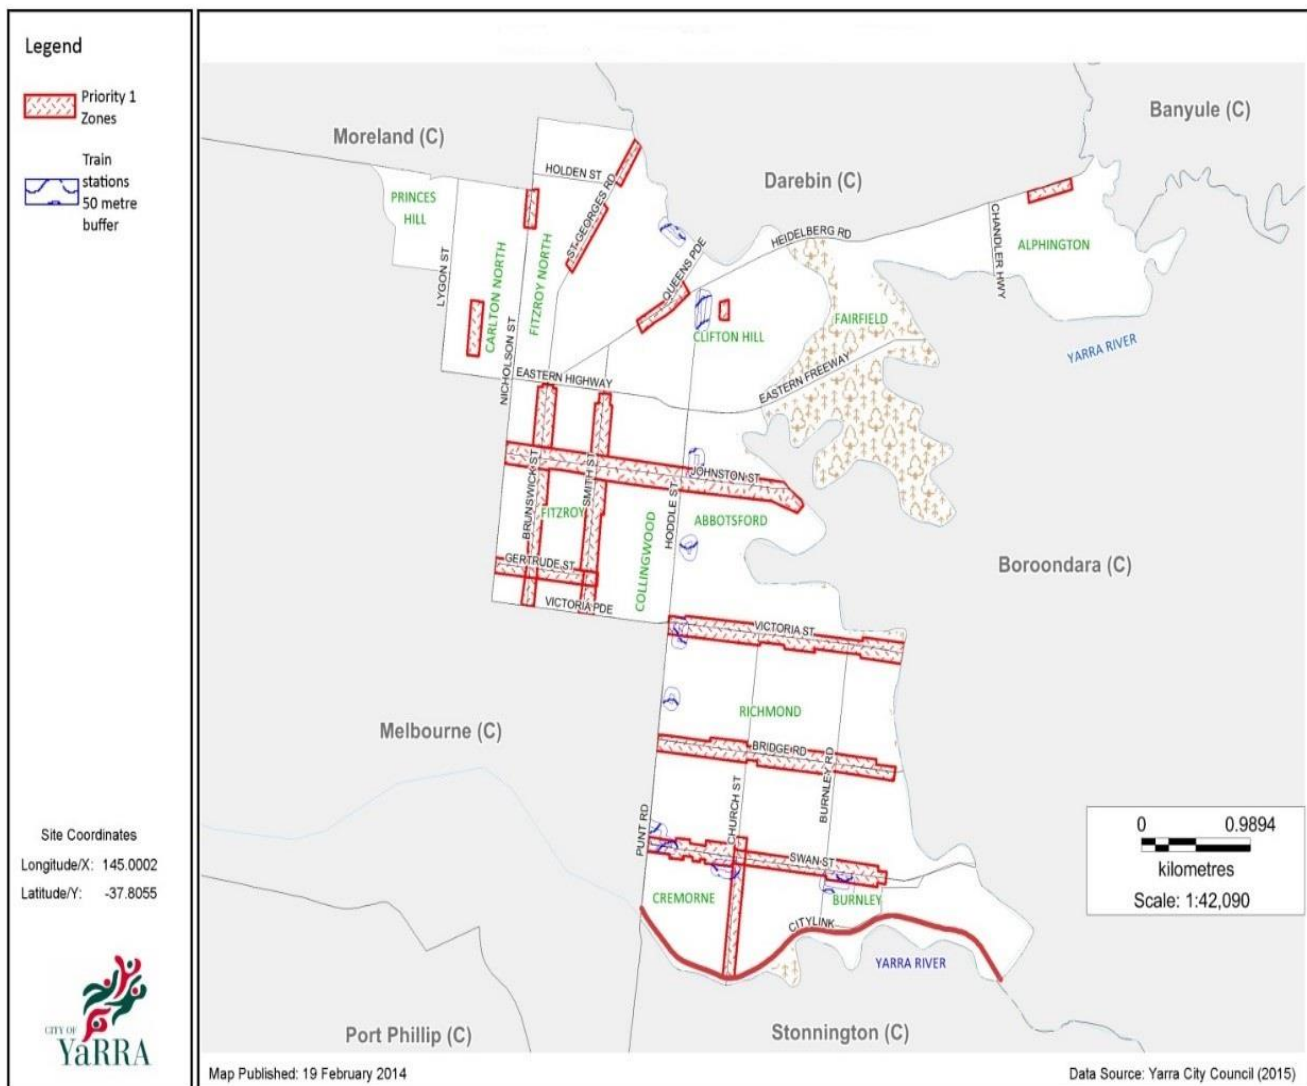 Legend
Priority 1
Zones
Train
stations
50 metre
buffer
Site Coordinates
Longitude/X: 145.0002
Latitude/Y: -37.8055
CITY OF
YaRRA
Moreland (C)
Banyule (C)
Darebin (C)
HOLDEN ST
PRINCES
HILL
ST GEORGES RD
HEIDELBERG RD
CHANDLER HWY
ALPHINGTON
LYGON ST
CARLTON NORTH
FITZROY NORTH
QUEENS PDE
NICHOLSON ST
CLIFTON HILL
FAIRFIELD
YARRA RIVER
EASTERN HIGHWAY
EASTERN FREEWAY
BRUNSWICK ST
SMITH ST
JOHNSTON ST
FITZROY
HODDLE ST
ABBOTSFORD
COLLINGWOOD
GERTRUDE ST
VICTORIA PDE
Boroondara (C)
VICTORIA ST
RICHMOND
Melbourne (C)
BRIDGE RD
BURNLEY RD
CHURCH ST
PUNT RD
SWAN ST
CREMORNE
BURNLEY
CITYLINK
YARRA RIVER
Port Phillip (C)
Stonnington (C)
0 0.9894
kilometres
Scale: 1:42,090
Map Published: 19 February 2014
Data Source: Yarra City Council (2015)